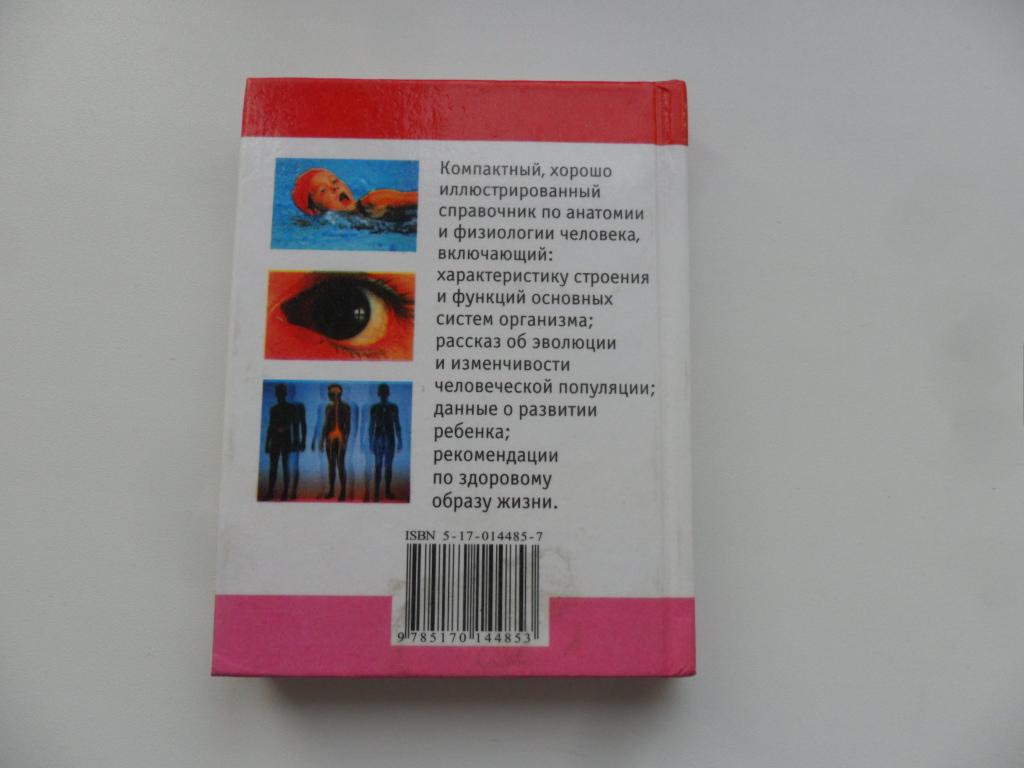 Компактный, хорошо
иллюстрированный
справочник по анатомии
и физиологии человека,
включающий:
характеристику строения
и функций основных
систем организма;
рассказ об эволюции
и изменчивости
человеческой популяции;
данные о развитии
ребенка;
рекомендации
по здоровому
образу жизни.
ISBN 5-17-014485-7
9 785170 144853